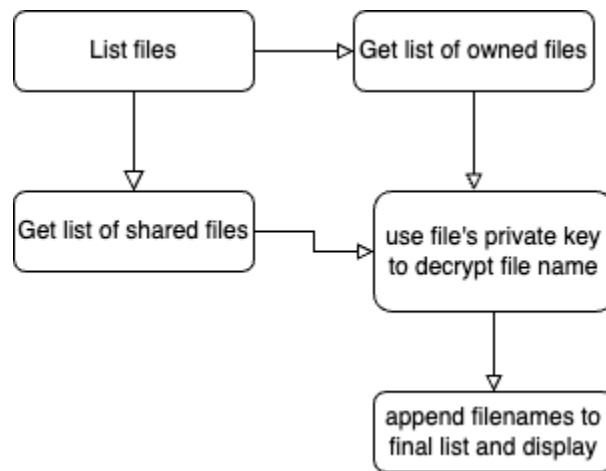 List files
Get list of owned files
Get list of shared files
use file's private key
to decrypt file name
append filenames to
final list and display